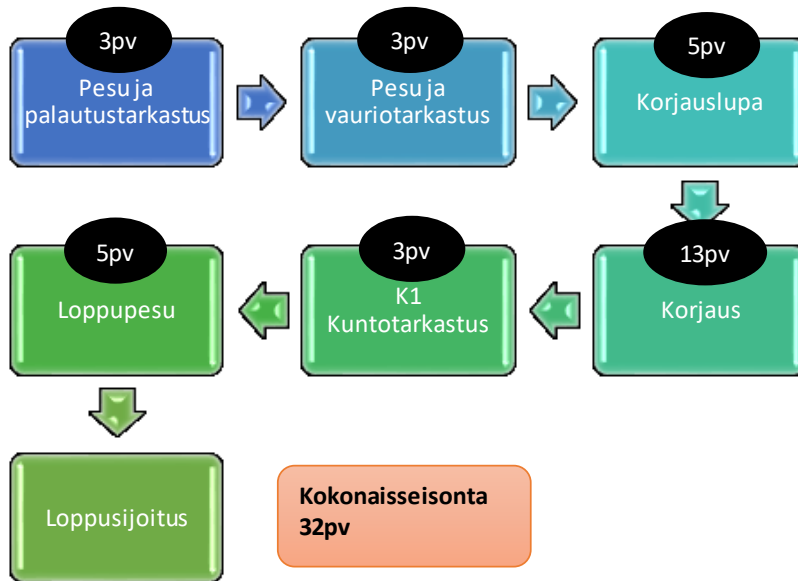 3pv
Pesu ja
palautustarkastus
3pv
Pesu ja
vauriotarkastus
5pv
Korjauslupa
13pv
Korjaus
3pv
K1
Kuntotarkastus
5pv
Loppupesu
Loppusijoitus
Kokonaisseisonta
32pv